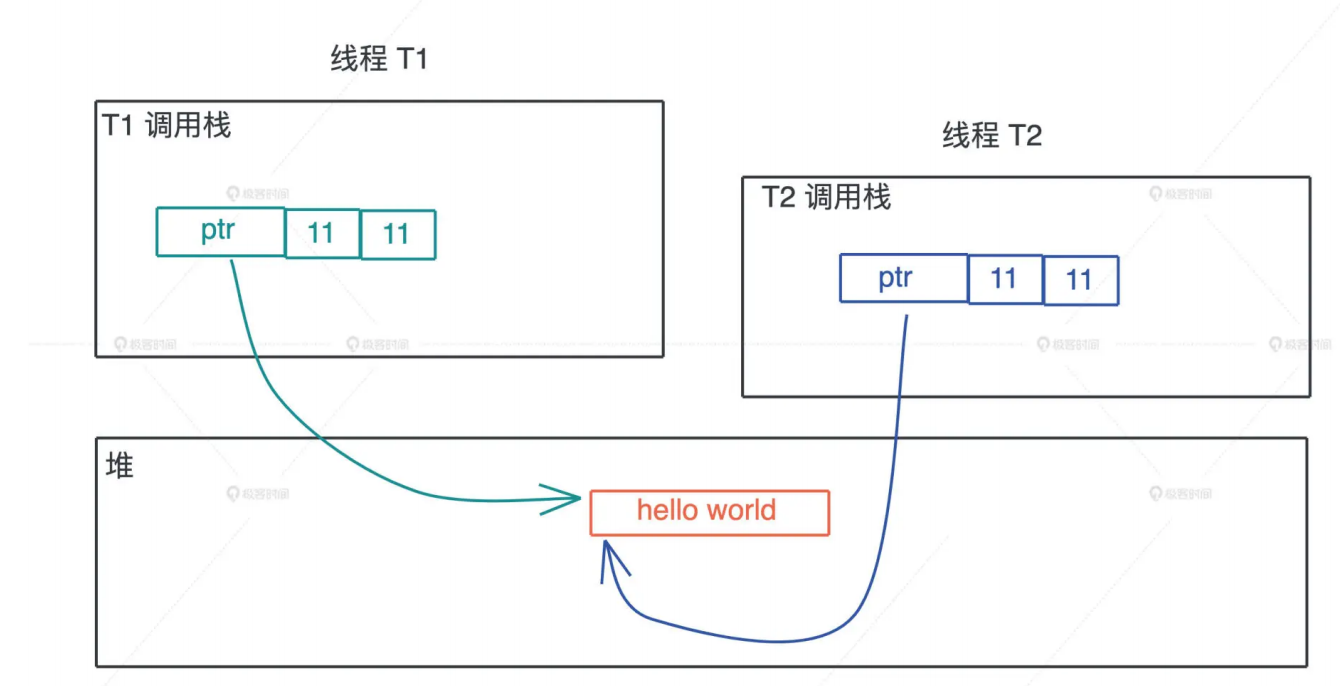 线程 T1
T1 调用栈
ptr 11 11
线程 T2
T2 调用栈
ptr 11 11
堆
hello world
极客时间
极客时间
极客时间
极客时间
极客时间
极客时间
极客时间
极客时间